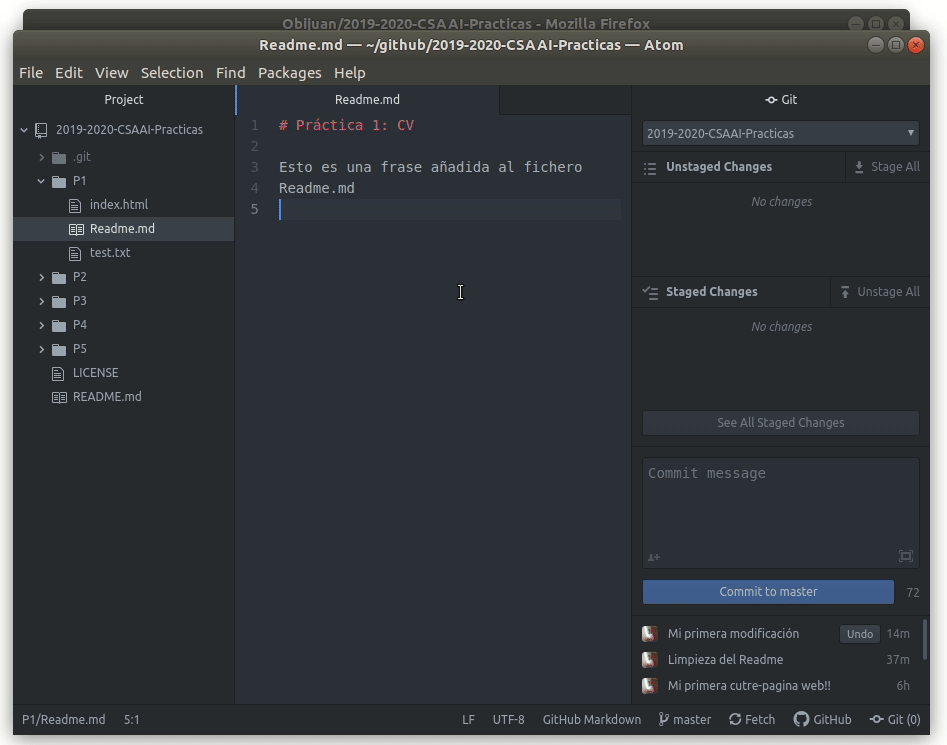 Obijuan/2019-2020-CSAAI-Practicas - Mozilla Firefox
Readme.md — ~/github/2019-2020-CSAAI-Practicas — Atom
File Edit View Selection Find Packages Help
Project
2019-2020-CSAAI-Practicas
.git
P1
index.html
Readme.md
test.txt
P2
P3
P4
P5
LICENSE
README.md
Readme.md
1 # Práctica 1: CV
2
3 Esto es una frase añadida al fichero
4 Readme.md
5
Git
2019-2020-CSAAI-Practicas
Unstaged Changes Stage All
No changes
Staged Changes Unstage All
No changes
See All Staged Changes
Commit message
Commit to master 72
Mi primera modificación Undo 14m
Limpieza del Readme 37m
Mi primera cutre-pagina web!! 6h
P1/Readme.md 5:1 LF UTF-8 GitHub Markdown master Fetch GitHub Git (0)